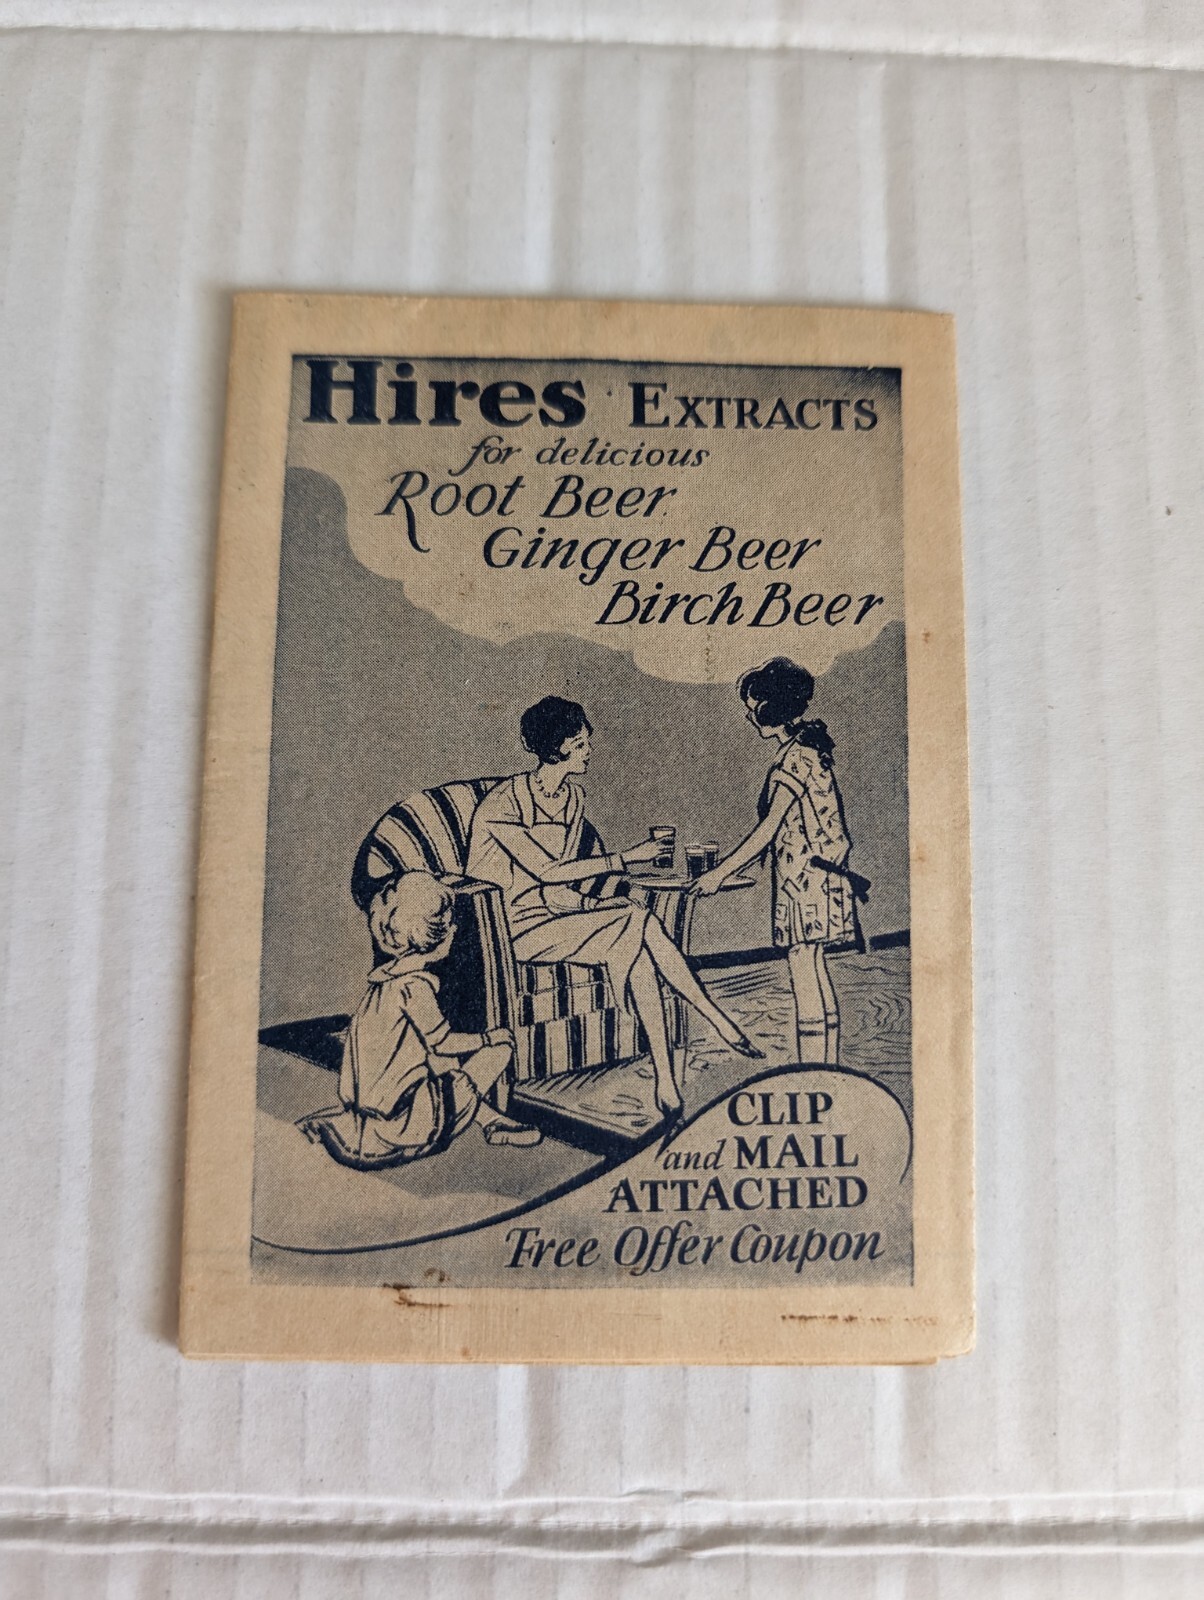 Hires EXTRACTS
for delicious
Root Beer
Ginger Beer
Birch Beer
CLIP
and MAIL
ATTACHED
Free Offer Coupon